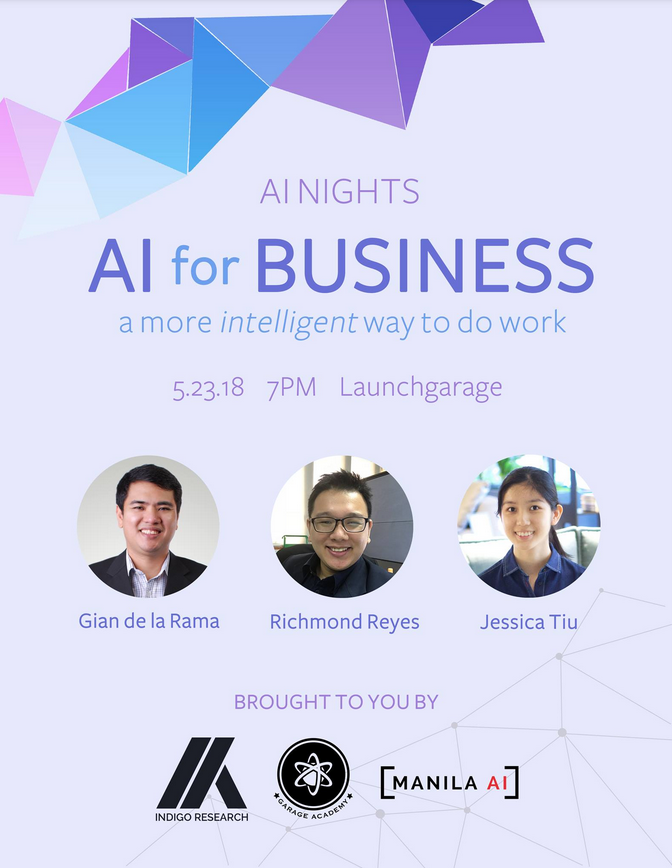 AI NIGHTS
AI for BUSINESS
a more intelligent way to do work
5.23.18 7PM Launchgarage
Gian de la Rama Richmond Reyes Jessica Tiu
BROUGHT TO YOU BY
INDIGO RESEARCH
GARAGE ACADEMY
[MANILA AI]